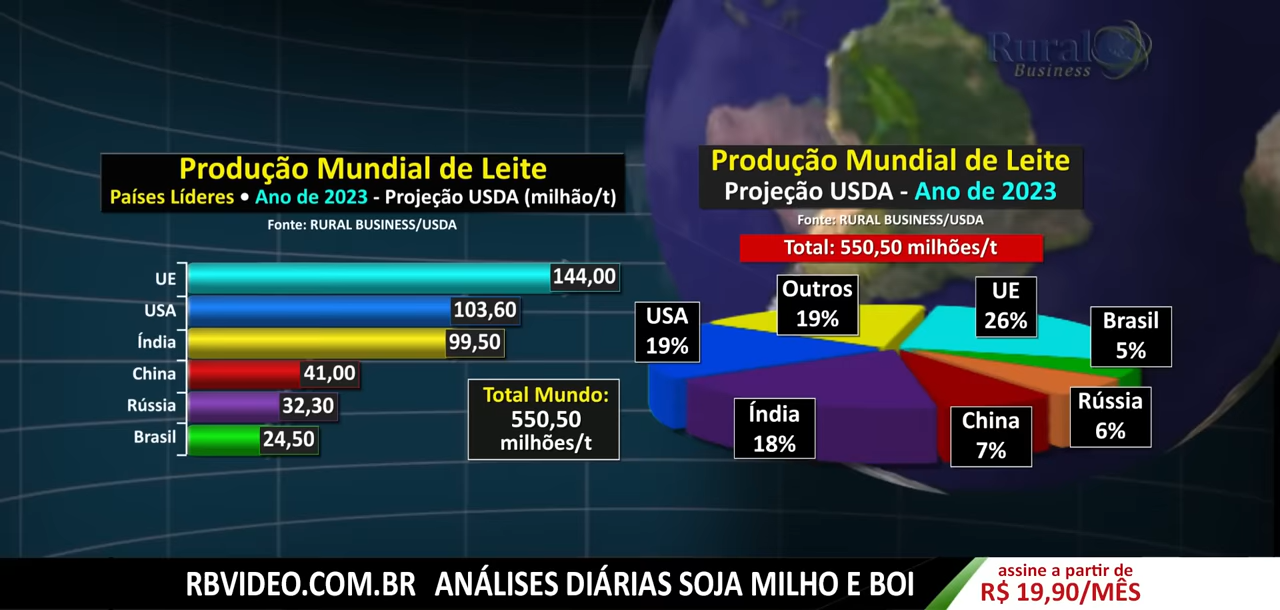 Rural
Business
Produção Mundial de Leite
Países Líderes • Ano de 2023 - Projeção USDA (milhão/t)
Fonte: RURAL BUSINESS/USDA
UE 144,00
USA 103,60
Índia 99,50
China 41,00
Rússia 32,30
Brasil 24,50
Total Mundo:
550,50
milhões/t
Produção Mundial de Leite
Projeção USDA - Ano de 2023
Fonte: RURAL BUSINESS/USDA
Total: 550,50 milhões/t
Outros
19%
UE
26%
USA
19%
Brasil
5%
Índia
18%
China
7%
Rússia
6%
RBVIDEO.COM.BR ANÁLISES DIÁRIAS SOJA MILHO E BOI
assine a partir de
R$ 19,90/MÊS